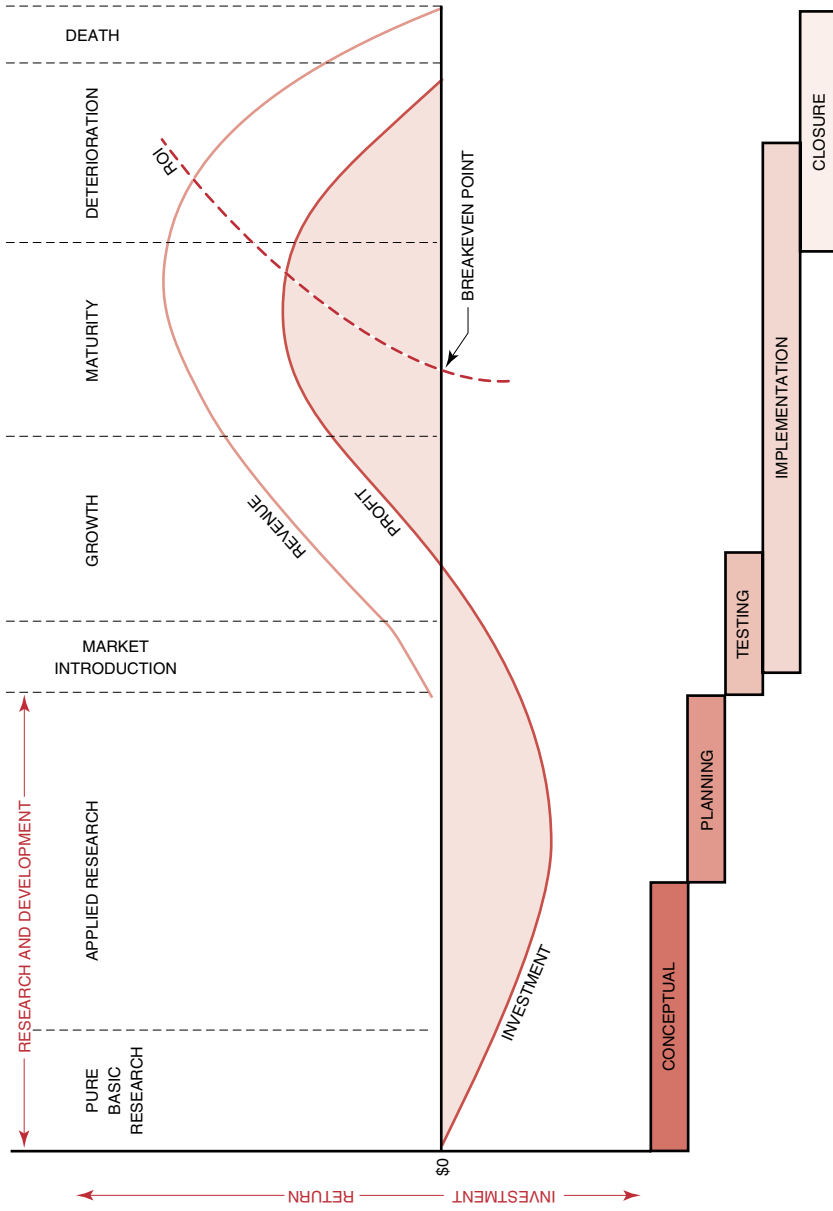 RESEARCH AND DEVELOPMENT
PURE
BASIC
RESEARCH
APPLIED RESEARCH
MARKET
INTRODUCTION
GROWTH
MATURITY
DETERIORATION
DEATH
RETURN
INVESTMENT
$0
INVESTMENT
REVENUE
PROFIT
ROI
BREAKEVEN POINT
CONCEPTUAL
PLANNING
TESTING
IMPLEMENTATION
CLOSURE